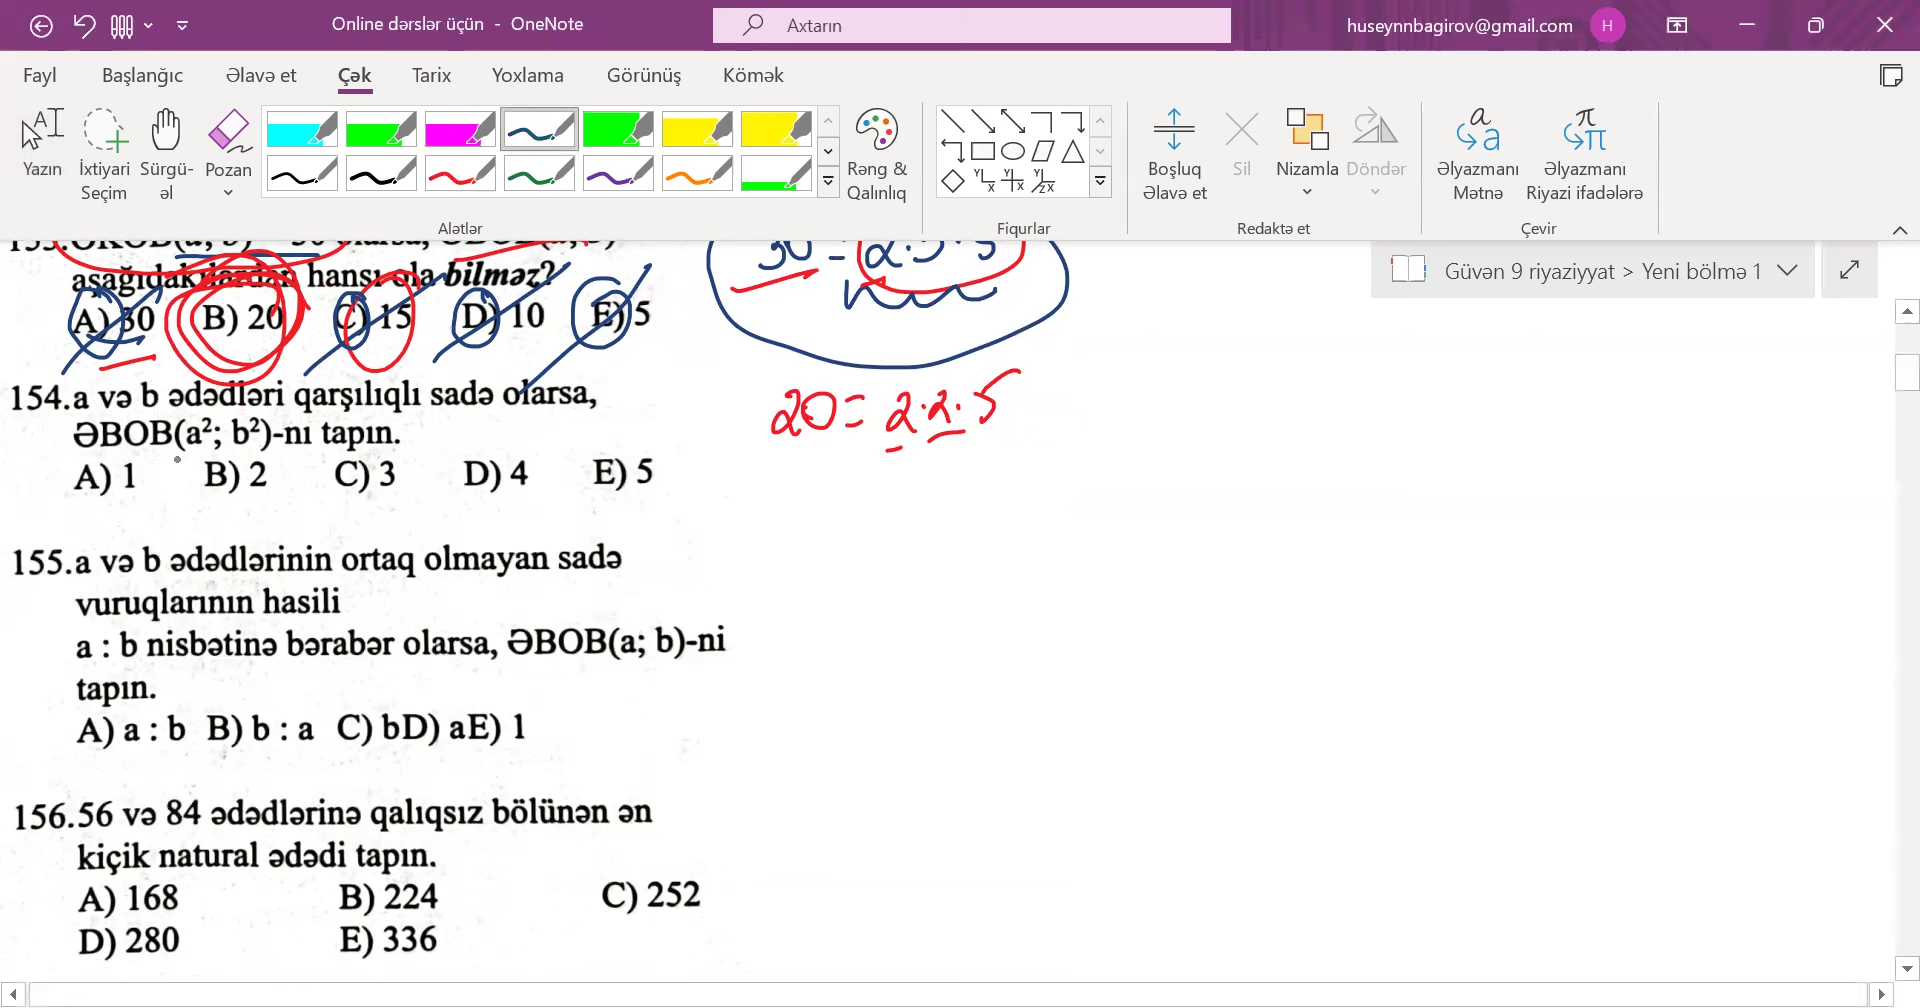 Online dərslər üçün - OneNote
Axtarın
huseynnbagirov@gmail.com
H
Fayl Başlanğıc Əlavə et Çək Tarix Yoxlama Görünüş Kömək
Yazın
İxtiyari Seçim
Sürgü-əl
Pozan
Rəng & Qalınlıq
Boşluq Əlavə et
Sil
Nizamla
Döndər
Əlyazmanı Mətnə
Əlyazmanı Riyazi ifadələrə
Alətlər Fiqurlar Redaktə et Çevir
Güvən 9 riyaziyyat > Yeni bölmə 1
aşağıdakılardan hansı ola bilməz?
A) 30 B) 20 C) 15 D) 10 E) 5
20 = 2·2·5
154. a və b ədədləri qarşılıqlı sadə olarsa,
ƏBOB(a²; b²)-nı tapın.
A) 1 B) 2 C) 3 D) 4 E) 5
155. a və b ədədlərinin ortaq olmayan sadə
vuruqlarının hasili
a : b nisbətinə bərabər olarsa, ƏBOB(a; b)-ni
tapın.
A) a : b B) b : a C) bD) aE) 1
156. 56 və 84 ədədlərinə qalıqsız bölünən ən
kiçik natural ədədi tapın.
A) 168 B) 224 C) 252
D) 280 E) 336